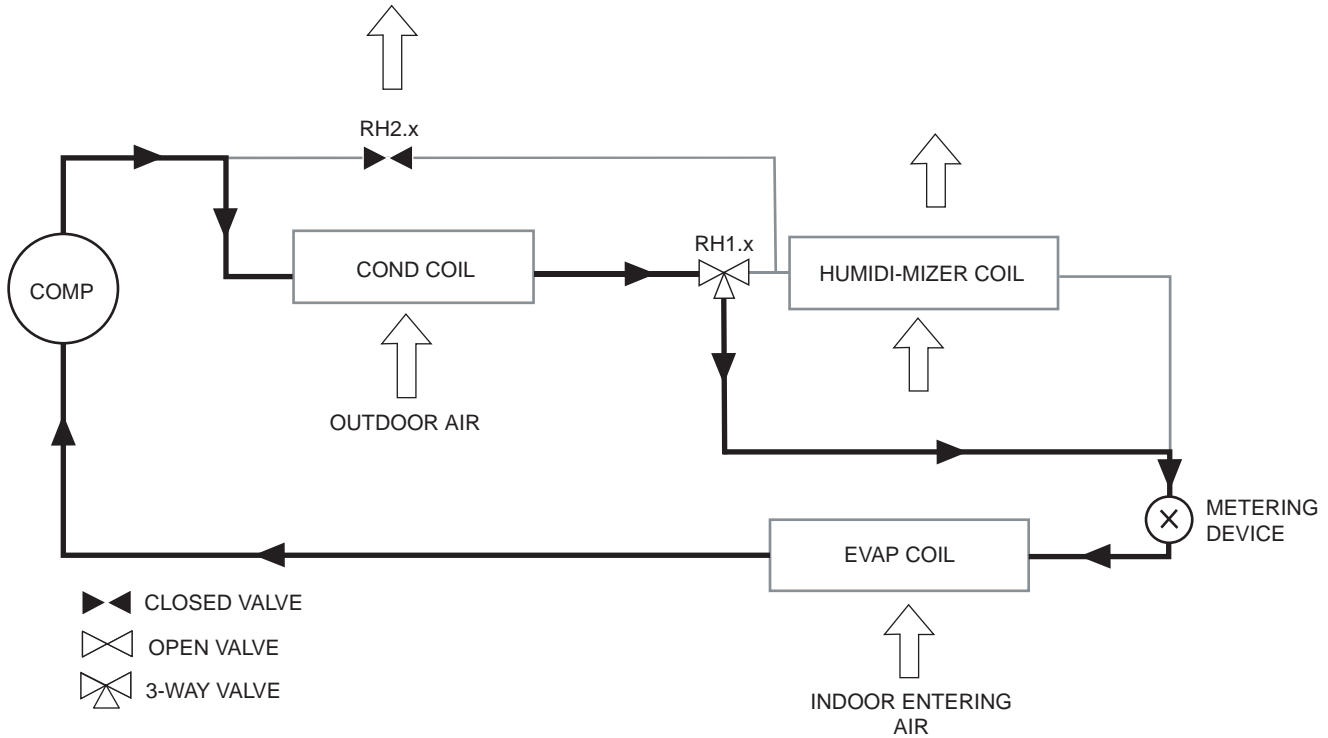 RH2.x
COMP
COND COIL
RH1.x
HUMIDI-MIZER COIL
OUTDOOR AIR
METERING
DEVICE
EVAP COIL
CLOSED VALVE
OPEN VALVE
3-WAY VALVE
INDOOR ENTERING
AIR